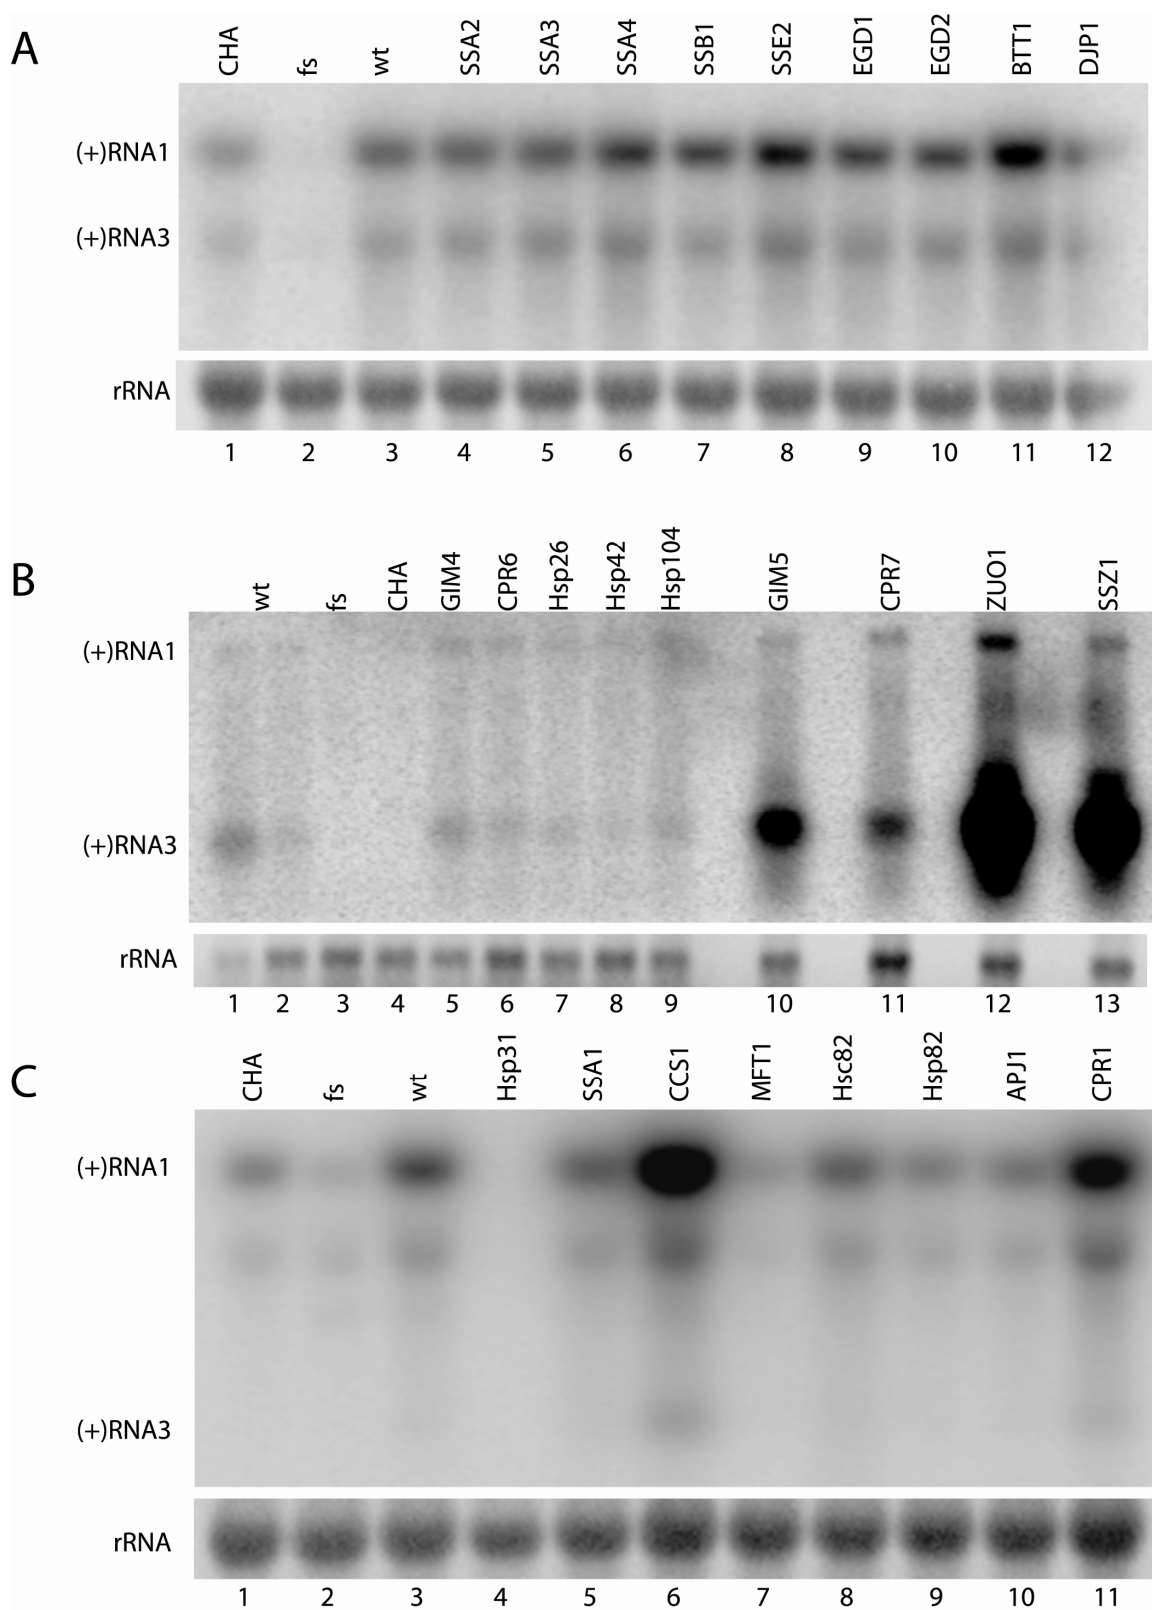 A
CHA fs wt SSA2 SSA3 SSA4 SSB1 SSE2 EGD1 EGD2 BTT1 DJP1
(+)RNA1
(+)RNA3
rRNA
1 2 3 4 5 6 7 8 9 10 11 12
B
wt fs CHA GIM4 CPR6 Hsp26 Hsp42 Hsp104 GIM5 CPR7 ZUO1 SSZ1
(+)RNA1
(+)RNA3
rRNA
1 2 3 4 5 6 7 8 9 10 11 12 13
C
CHA fs wt Hsp31 SSA1 CCS1 MFT1 Hsc82 Hsp82 APJ1 CPR1
(+)RNA1
(+)RNA3
rRNA
1 2 3 4 5 6 7 8 9 10 11